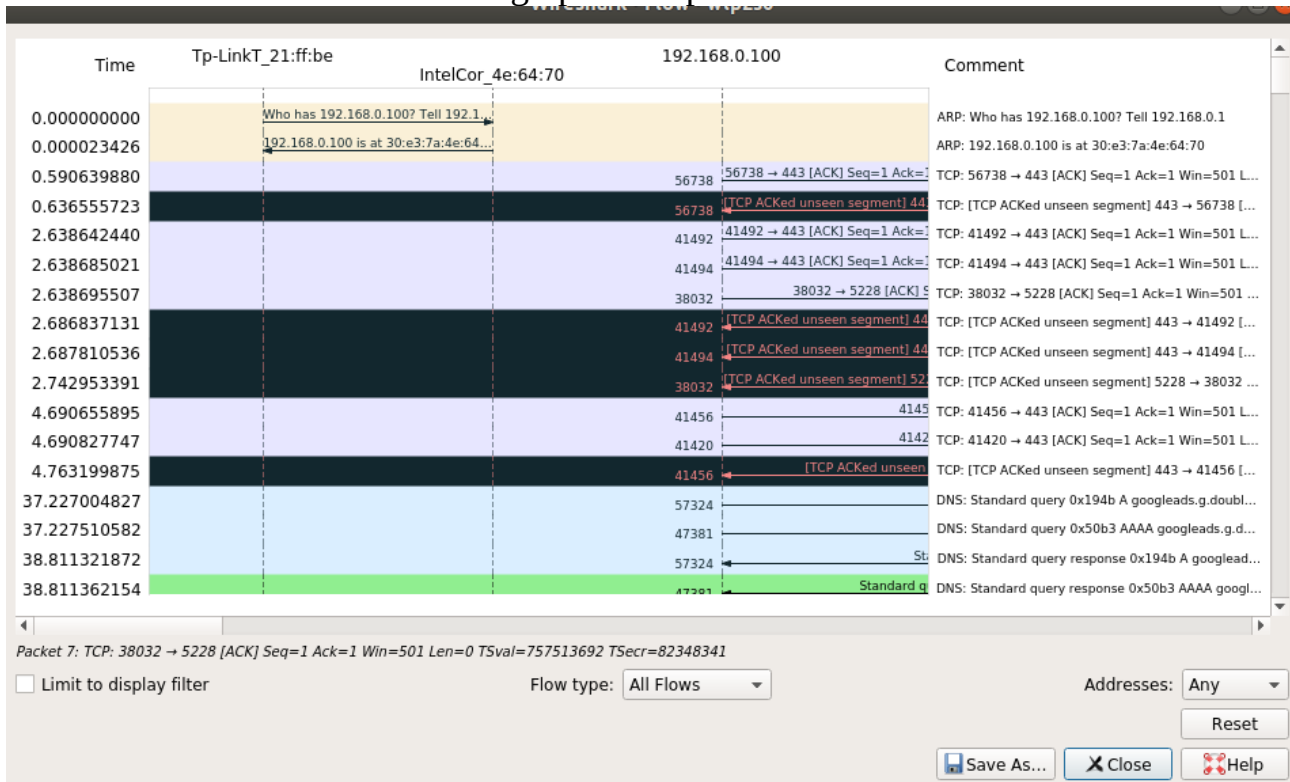 Wireshark · Flow · wlp2s0
Time Tp-LinkT_21:ff:be IntelCor_4e:64:70 192.168.0.100 Comment
0.000000000 Who has 192.168.0.100? Tell 192.1... ARP: Who has 192.168.0.100? Tell 192.168.0.1
0.000023426 192.168.0.100 is at 30:e3:7a:4e:64... ARP: 192.168.0.100 is at 30:e3:7a:4e:64:70
0.590639880 56738 56738 → 443 [ACK] Seq=1 Ack=1 TCP: 56738 → 443 [ACK] Seq=1 Ack=1 Win=501 L...
0.636555723 56738 [TCP ACKed unseen segment] 44 TCP: [TCP ACKed unseen segment] 443 → 56738 [...
2.638642440 41492 41492 → 443 [ACK] Seq=1 Ack=1 TCP: 41492 → 443 [ACK] Seq=1 Ack=1 Win=501 L...
2.638685021 41494 41494 → 443 [ACK] Seq=1 Ack=1 TCP: 41494 → 443 [ACK] Seq=1 Ack=1 Win=501 L...
2.638695507 38032 38032 → 5228 [ACK] S TCP: 38032 → 5228 [ACK] Seq=1 Ack=1 Win=501 ...
2.686837131 41492 [TCP ACKed unseen segment] 44 TCP: [TCP ACKed unseen segment] 443 → 41492 [...
2.687810536 41494 [TCP ACKed unseen segment] 44 TCP: [TCP ACKed unseen segment] 443 → 41494 [...
2.742953391 38032 [TCP ACKed unseen segment] 522 TCP: [TCP ACKed unseen segment] 5228 → 38032 ...
4.690655895 41456 4145 TCP: 41456 → 443 [ACK] Seq=1 Ack=1 Win=501 L...
4.690827747 41420 4142 TCP: 41420 → 443 [ACK] Seq=1 Ack=1 Win=501 L...
4.763199875 41456 [TCP ACKed unseen TCP: [TCP ACKed unseen segment] 443 → 41456 [...
37.227004827 57324 DNS: Standard query 0x194b A googleads.g.doubl...
37.227510582 47381 DNS: Standard query 0x50b3 AAAA googleads.g.d...
38.811321872 57324 Sta DNS: Standard query response 0x194b A googlead...
38.811362154 47381 Standard q DNS: Standard query response 0x50b3 AAAA googl...
Packet 7: TCP: 38032 → 5228 [ACK] Seq=1 Ack=1 Win=501 Len=0 TSval=757513692 TSecr=82348341
Limit to display filter Flow type: All Flows Addresses: Any
Reset
Save As... Close Help